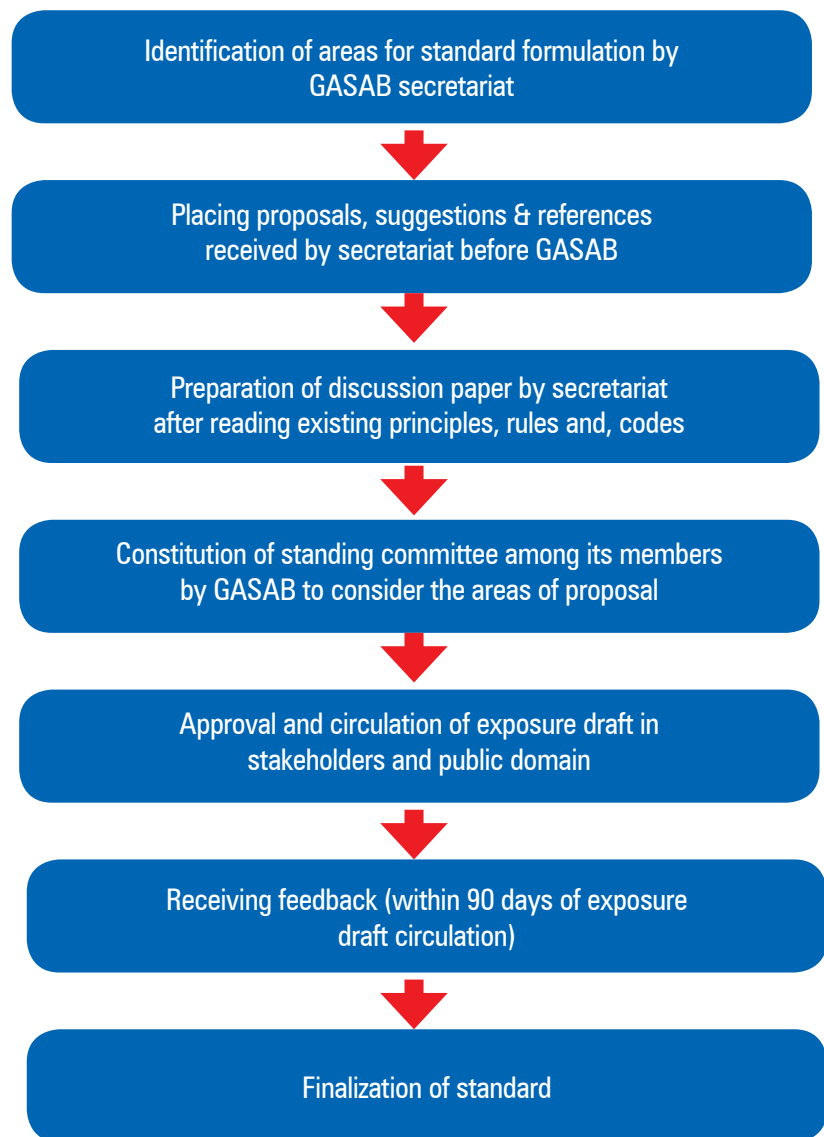 Identification of areas for standard formulation by
GASAB secretariat
Placing proposals, suggestions & references
received by secretariat before GASAB
Preparation of discussion paper by secretariat
after reading existing principles, rules and, codes
Constitution of standing committee among its members
by GASAB to consider the areas of proposal
Approval and circulation of exposure draft in
stakeholders and public domain
Receiving feedback (within 90 days of exposure
draft circulation)
Finalization of standard